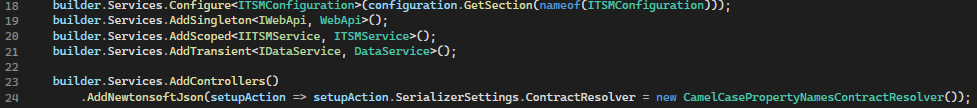 18 builder.Services.Configure<ITSMConfiguration>(configuration.GetSection(nameof(ITSMConfiguration)));
19 builder.Services.AddSingleton<IWebApi, WebApi>();
20 builder.Services.AddScoped<IITSMService, ITSMService>();
21 builder.Services.AddTransient<IDataService, DataService>();
22
23 builder.Services.AddControllers()
24 .AddNewtonsoftJson(setupAction => setupAction.SerializerSettings.ContractResolver = new CamelCasePropertyNamesContractResolver());